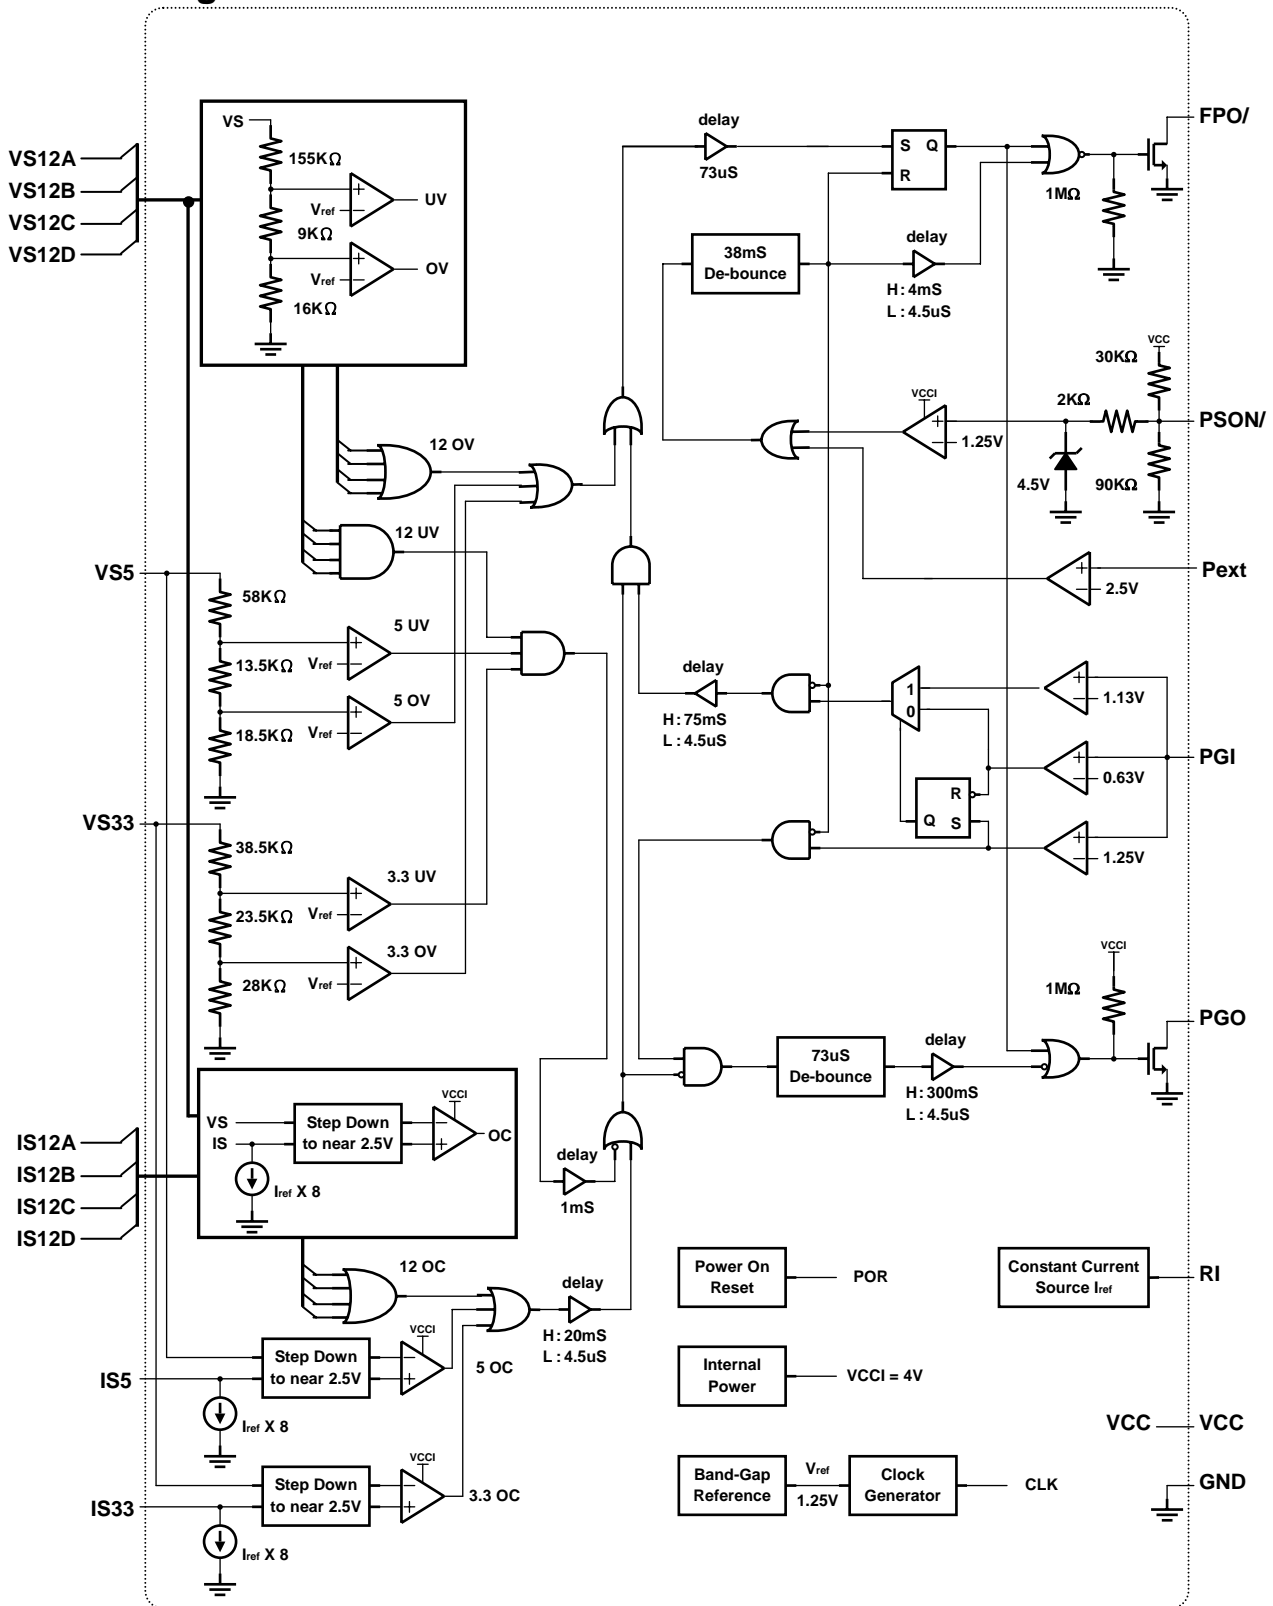 g
VS12A
VS12B
VS12C
VS12D
VS
155KΩ
Vref
UV
9KΩ
Vref
OV
16KΩ
12 OV
12 UV
VS5
58KΩ
5 UV
Vref
13.5KΩ
5 OV
Vref
18.5KΩ
VS33
38.5KΩ
3.3 UV
Vref
23.5KΩ
3.3 OV
Vref
28KΩ
IS12A
IS12B
IS12C
IS12D
VS
IS
Step Down
to near 2.5V
VCCI
OC
Iref X 8
12 OC
delay
1mS
delay
H : 20mS
L : 4.5uS
IS5
Step Down
to near 2.5V
VCCI
5 OC
Iref X 8
IS33
Step Down
to near 2.5V
VCCI
3.3 OC
Iref X 8
delay
73uS
S Q
R
1MΩ
FPO/
38mS
De-bounce
delay
H : 4mS
L : 4.5uS
VCC
30KΩ
2KΩ
PSON/
VCCI
1.25V
4.5V
90KΩ
Pext
2.5V
delay
H : 75mS
L : 4.5uS
1
0
1.13V
PGI
0.63V
R
Q S
1.25V
VCCI
1MΩ
PGO
73uS
De-bounce
delay
H : 300mS
L : 4.5uS
Power On
Reset
POR
Constant Current
Source Iref
RI
Internal
Power
VCCI = 4V
VCC VCC
Band-Gap
Reference
Vref
1.25V
Clock
Generator
CLK
GND